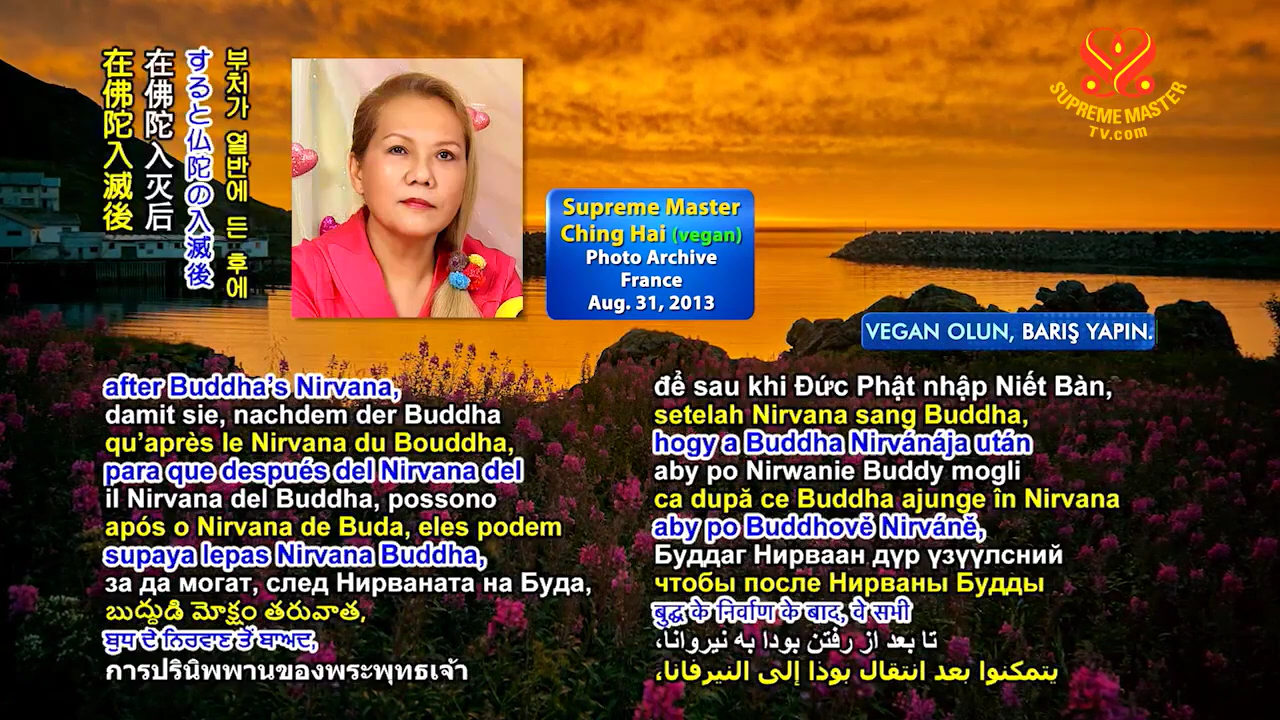 부처가 열반에 든 후에
すると仏陀の入滅後
在佛陀入灭后
在佛陀入滅後
SUPREME MASTER
TV.com
Supreme Master
Ching Hai (vegan)
Photo Archive
France
Aug. 31, 2013
VEGAN OLUN, BARIŞ YAPIN.
after Buddha's Nirvana,
damit sie, nachdem der Buddha
qu'après le Nirvana du Bouddha,
para que después del Nirvana del
il Nirvana del Buddha, possono
após o Nirvana de Buda, eles podem
supaya lepas Nirvana Buddha,
за да могат, след Нирваната на Буда,
బుద్ధుడి మోక్షం తరువాత,
ਬੁਧ ਦੇ ਨਿਰਵਾਣ ਤੋਂ ਬਾਅਦ,
การปรินิพพานของพระพุทธเจ้า
để sau khi Đức Phật nhập Niết Bàn,
setelah Nirvana sang Buddha,
hogy a Buddha Nirvánája után
aby po Nirwanie Buddy mogli
ca după ce Buddha ajunge în Nirvana
aby po Buddhově Nirváně,
Буддаг Нирваан дүр үзүүлсний
чтобы после Нирваны Будды
बुद्ध के निर्वाण के बाद, वे सभी
تا بعد از رفتن بودا به نیروانا،
يتمكنوا بعد انتقال بوذا إلى النيرفانا،